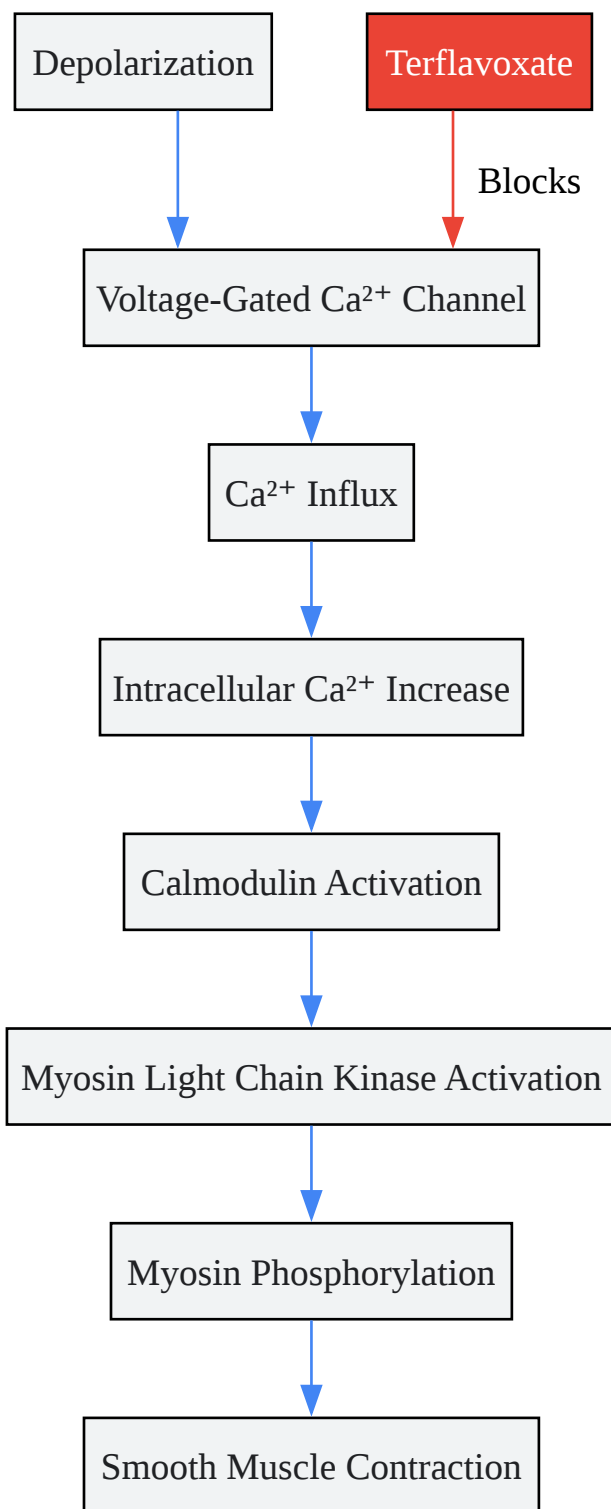 Depolarization
Terflavoxate
Blocks
Voltage-Gated Ca²⁺ Channel
Ca²⁺ Influx
Intracellular Ca²⁺ Increase
Calmodulin Activation
Myosin Light Chain Kinase Activation
Myosin Phosphorylation
Smooth Muscle Contraction